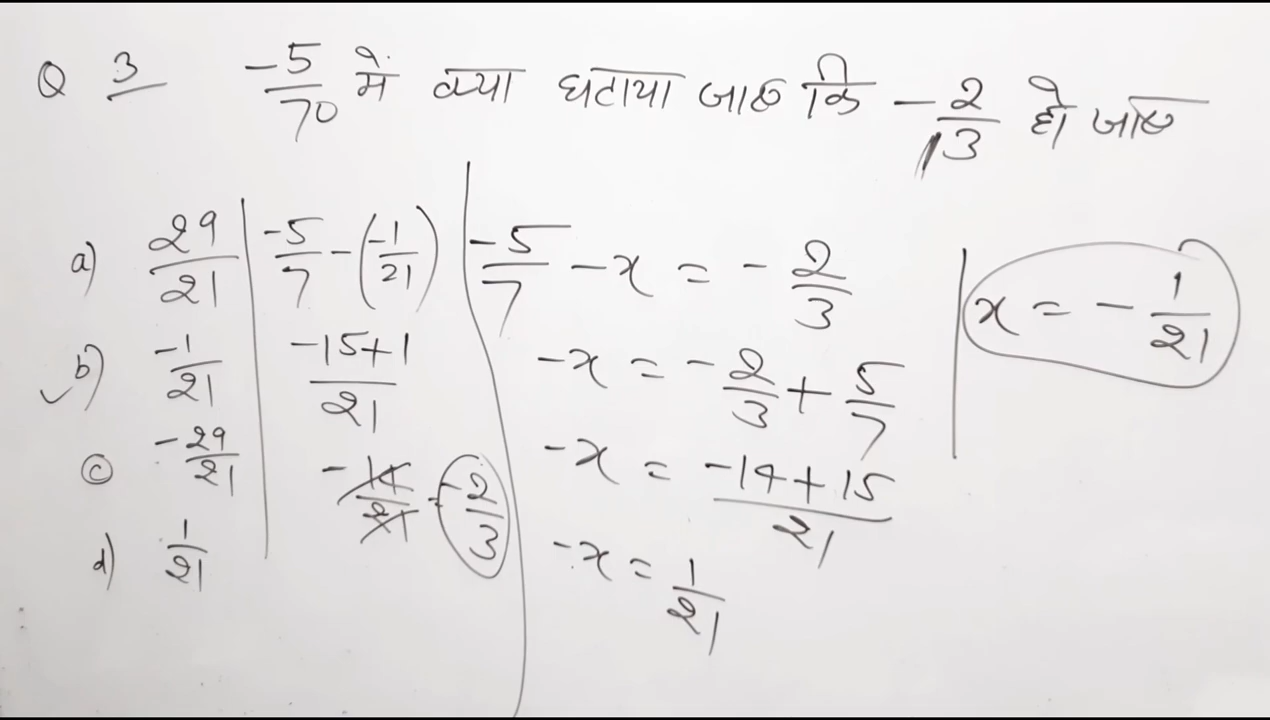 Q 3 -5/70 में क्या घटाया जाए कि -2/13 हो जाए
a) 29/21
b) -1/21
c) -29/21
d) 1/21
-5/7 - (-1/21)
-15+1/21
-14/21 = -2/3
-5/7 - x = -2/3
-x = -2/3 + 5/7
-x = -14+15/21
-x = 1/21
x = -1/21